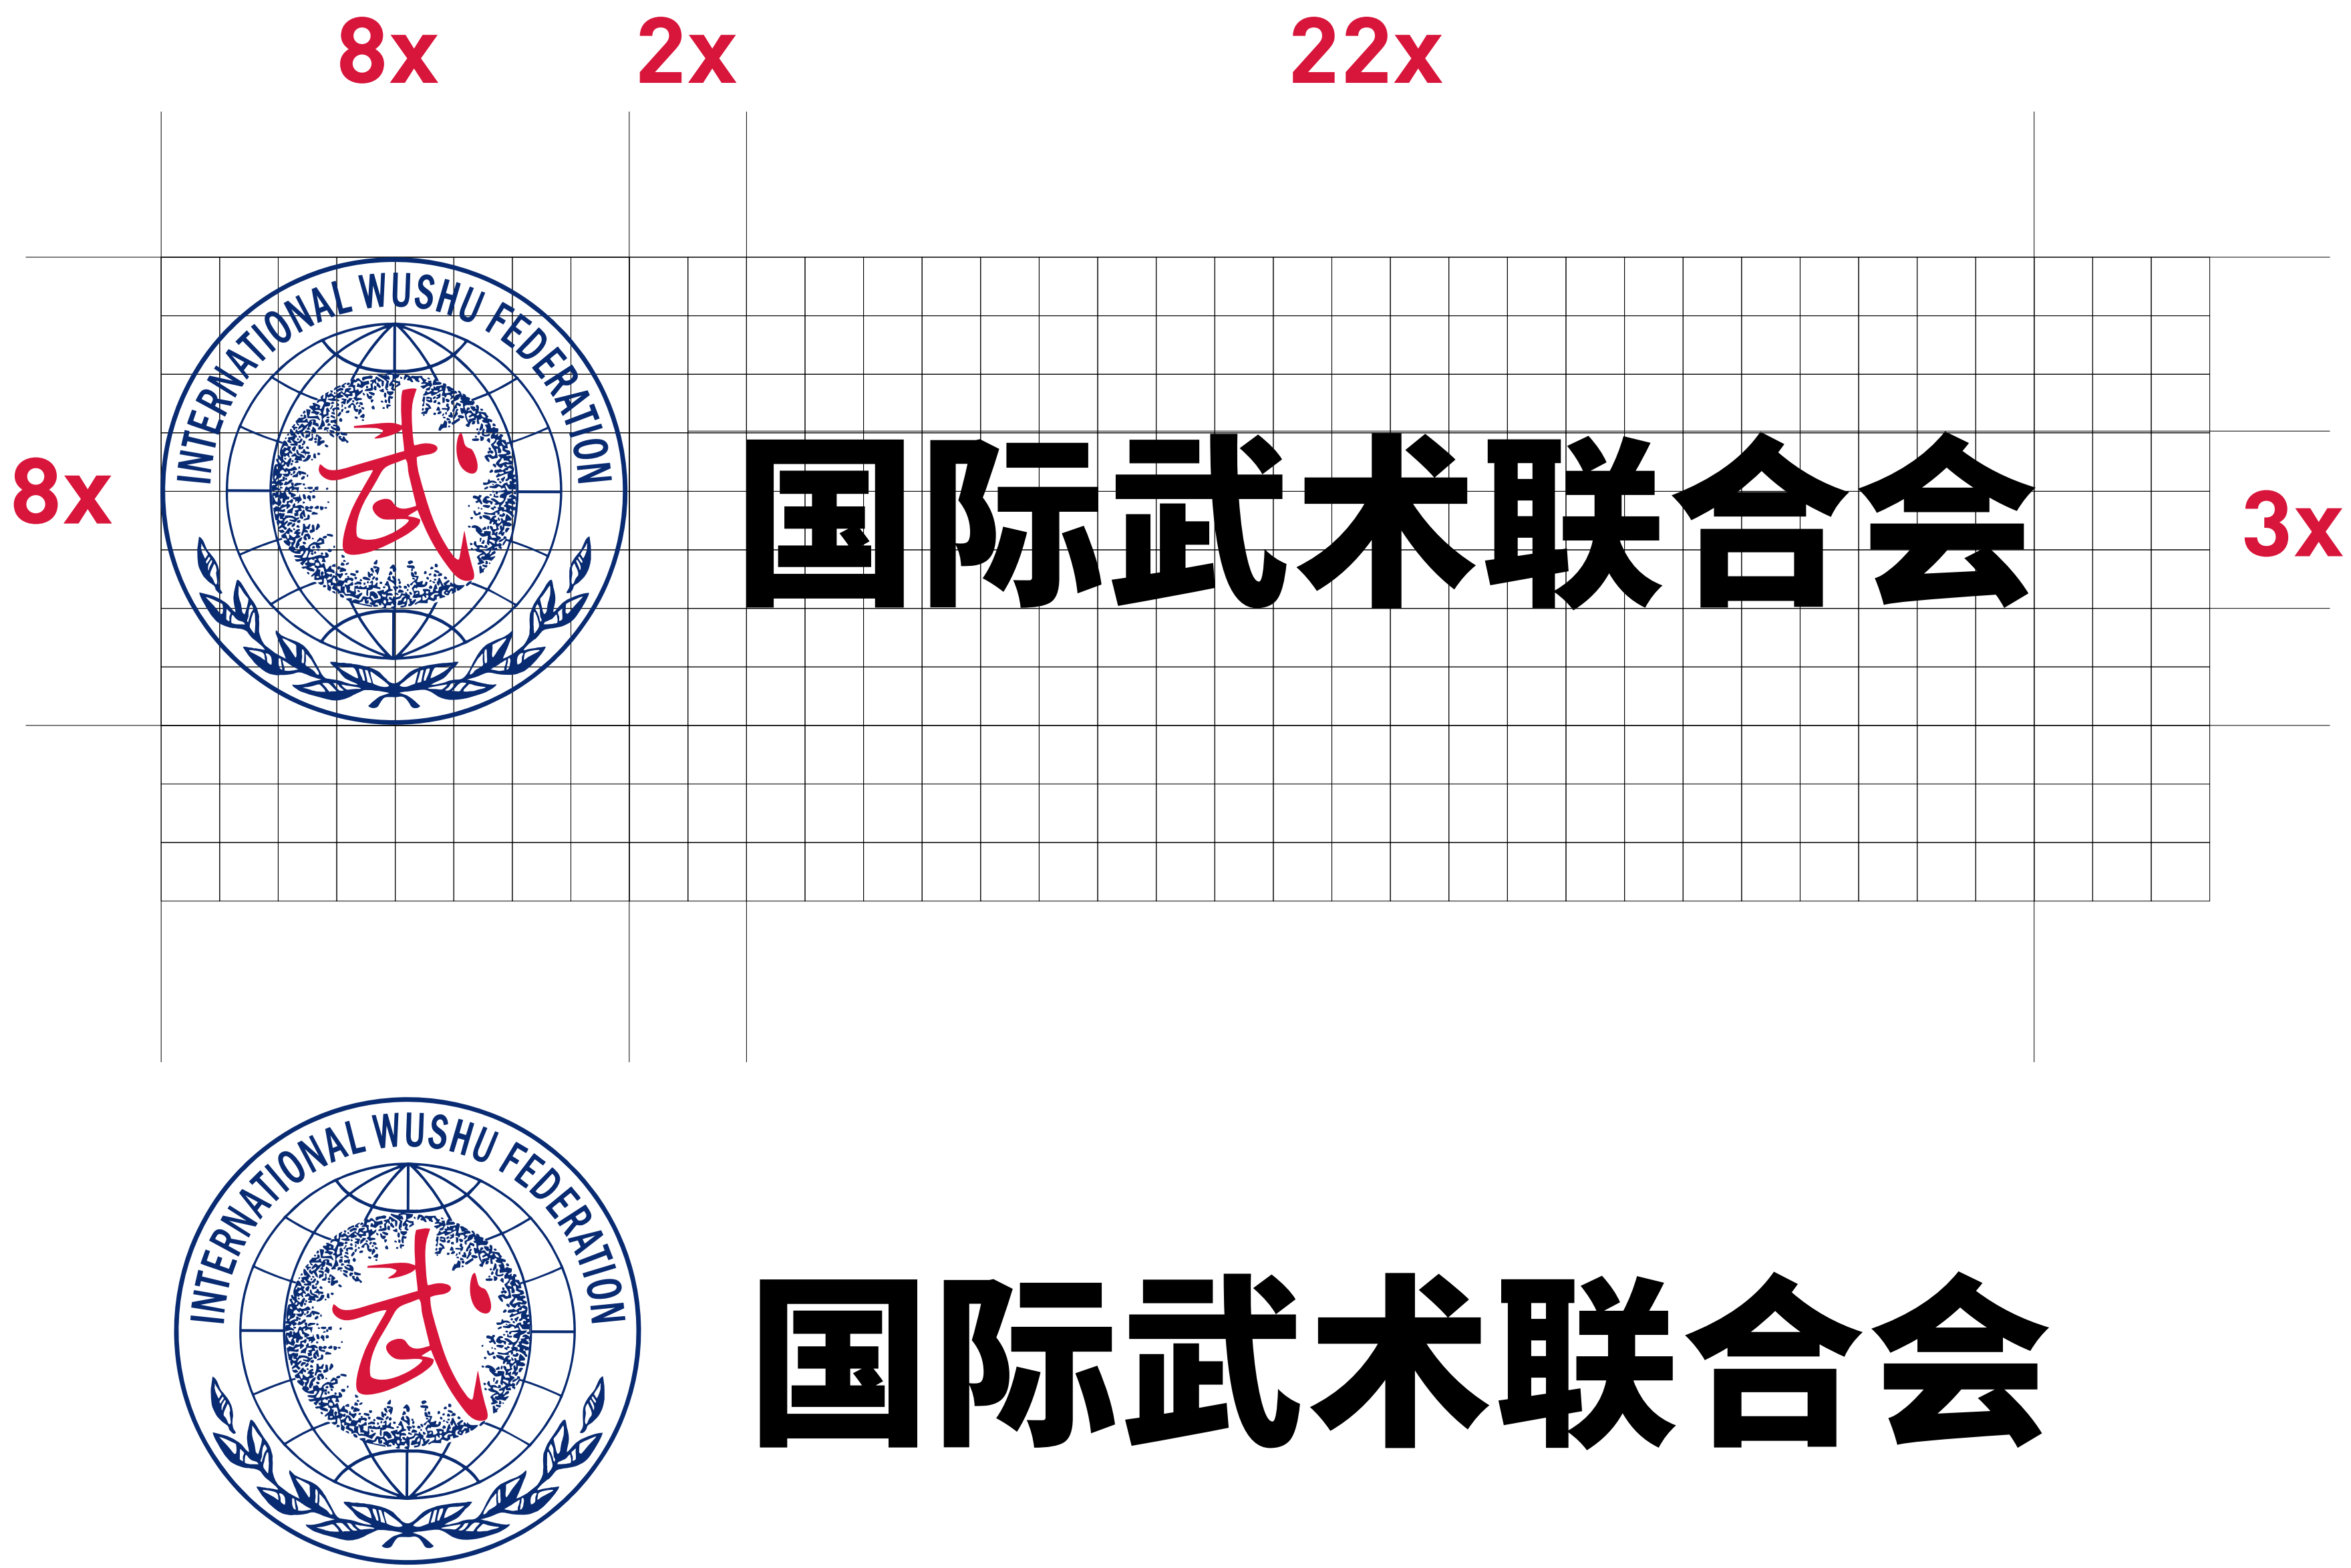 8x 2x 22x
INTERNATIONAL WUSHU FEDERATION
武
国际武术联合会
8x
3x
INTERNATIONAL WUSHU FEDERATION
武
国际武术联合会